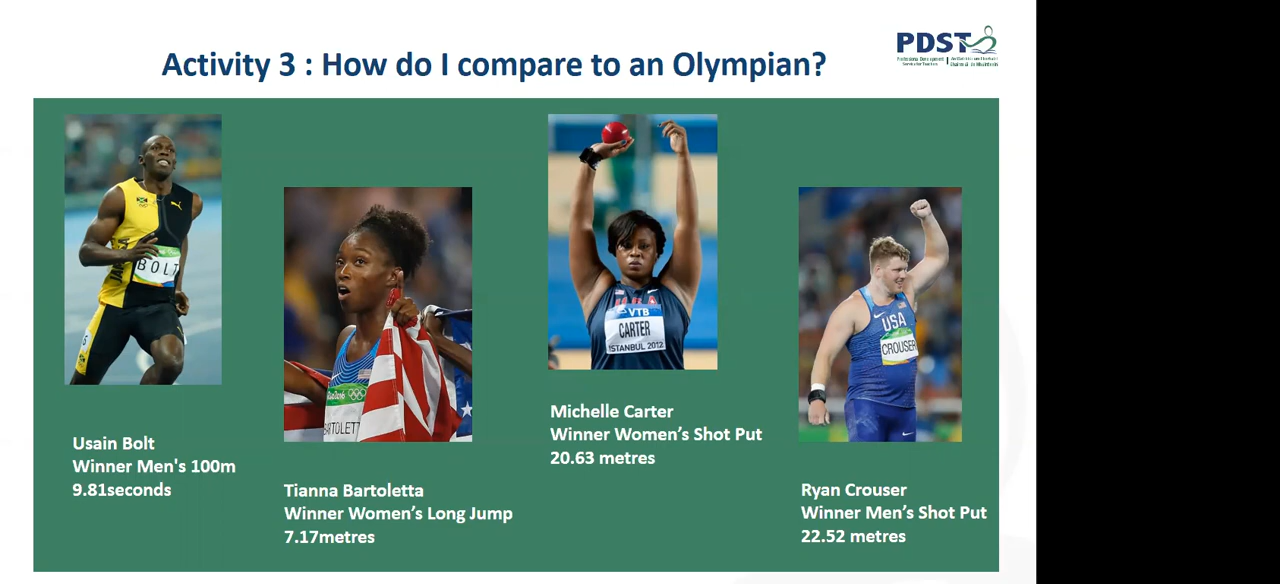 Activity 3 : How do I compare to an Olympian?
PDST
BOLT
Usain Bolt
Winner Men's 100m
9.81seconds
Tianna Bartoletta
Winner Women’s Long Jump
7.17metres
VTB
CARTER
ISTANBUL 2012
Michelle Carter
Winner Women’s Shot Put
20.63 metres
USA
CROUSER
Ryan Crouser
Winner Men’s Shot Put
22.52 metres